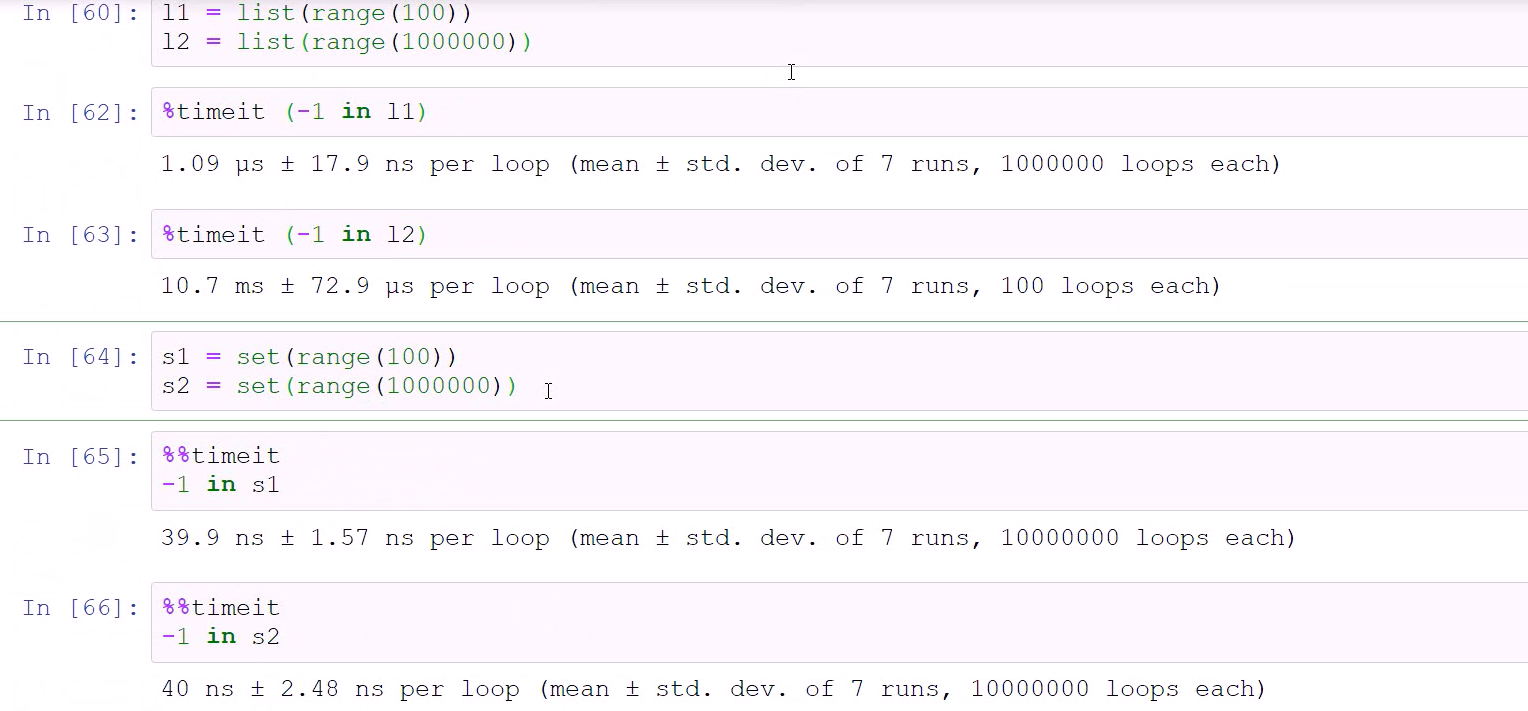 In [60]: l1 = list(range(100))
l2 = list(range(1000000))
In [62]: %timeit (-1 in l1)
1.09 µs ± 17.9 ns per loop (mean ± std. dev. of 7 runs, 1000000 loops each)
In [63]: %timeit (-1 in l2)
10.7 ms ± 72.9 µs per loop (mean ± std. dev. of 7 runs, 100 loops each)
In [64]: s1 = set(range(100))
s2 = set(range(1000000))
In [65]: %%timeit
-1 in s1
39.9 ns ± 1.57 ns per loop (mean ± std. dev. of 7 runs, 10000000 loops each)
In [66]: %%timeit
-1 in s2
40 ns ± 2.48 ns per loop (mean ± std. dev. of 7 runs, 10000000 loops each)